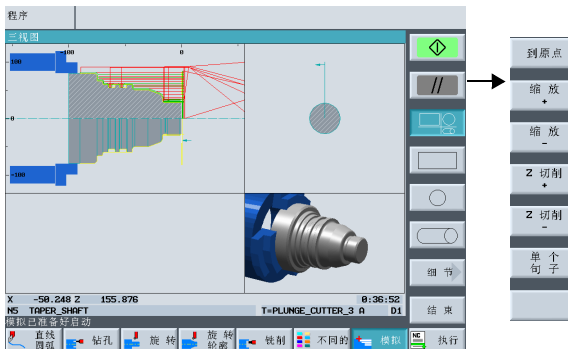 程序
三视图
-100
0
100
0
-100
X -50.248 Z 155.876 0:36:52
N5 TAPER_SHAFT T=PLUNGE_CUTTER_3 A D1
模拟已准备好启动
直线
圆弧
钻孔
旋转
旋转
轮廓
铣削
不同的
模拟
NC
执行
//
细节
结束
到原点
缩放
+
缩放
-
Z 切削
+
Z 切削
-
单个
句子